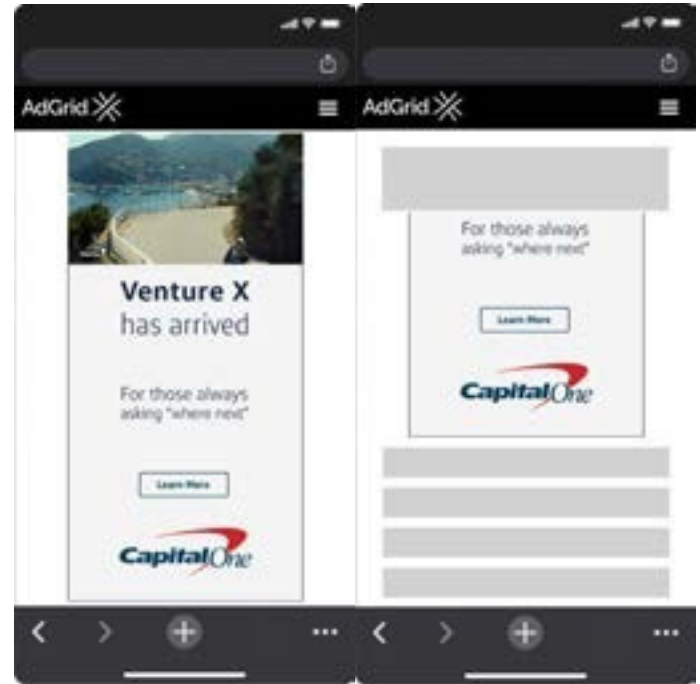 AdGrid
Venture X
has arrived
For those always
asking "where next"
Learn More
CapitalOne
AdGrid
For those always
asking "where next"
Learn More
CapitalOne